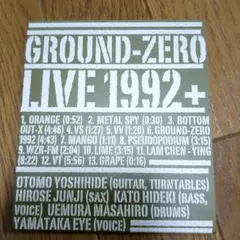 GROUND-ZERO
LIVE 1992+
1, ORANGE (0:52) 2, METAL SPY (0:30) 3, BOTTOM
OUT-X (4:46) 4, VS (1:27) 5, VV (1:20) 6, GROUND-ZERO
1992 (4:43) 7, MANGO (1:11) 8, PSEUDOPODIUM (3:15)
9, WZR-FM (2:04) 10, LIME (3:15) 11, LAM CHEN-YING
(8:22) 12, VT (5:56) 13, GRAPE (0:16)
OTOMO YOSHIHIDE (GUITAR, TURNTABLES)
HIROSE JUNJI (SAX) KATO HIDEKI (BASS,
VOICE) UEMURA MASAHIRO (DRUMS)
YAMATAKA EYE (VOICE)